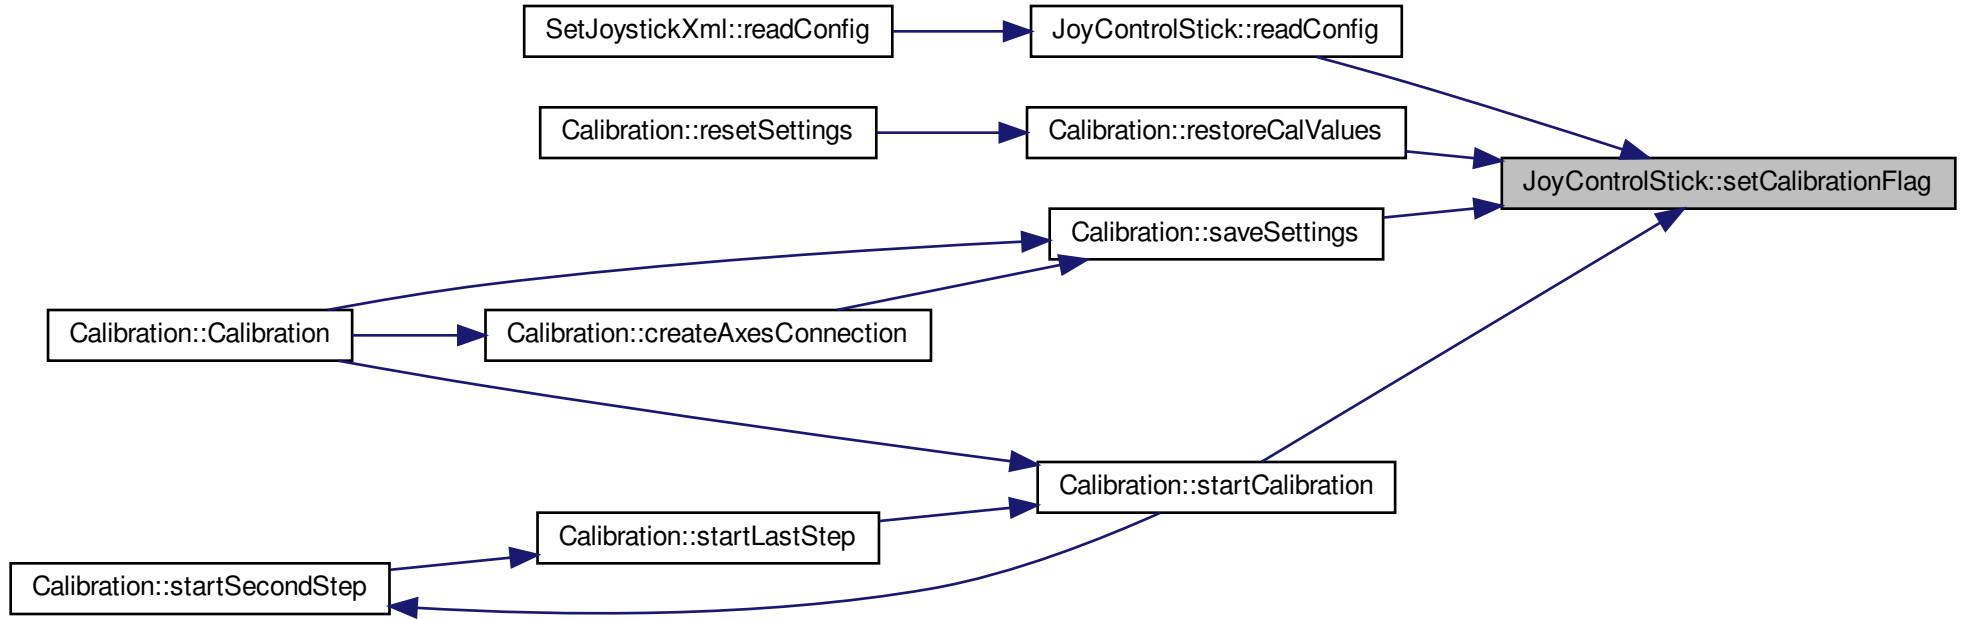 SetJoystickXml::readConfig
JoyControlStick::readConfig
Calibration::resetSettings
Calibration::restoreCalValues
JoyControlStick::setCalibrationFlag
Calibration::saveSettings
Calibration::Calibration
Calibration::createAxesConnection
Calibration::startCalibration
Calibration::startLastStep
Calibration::startSecondStep